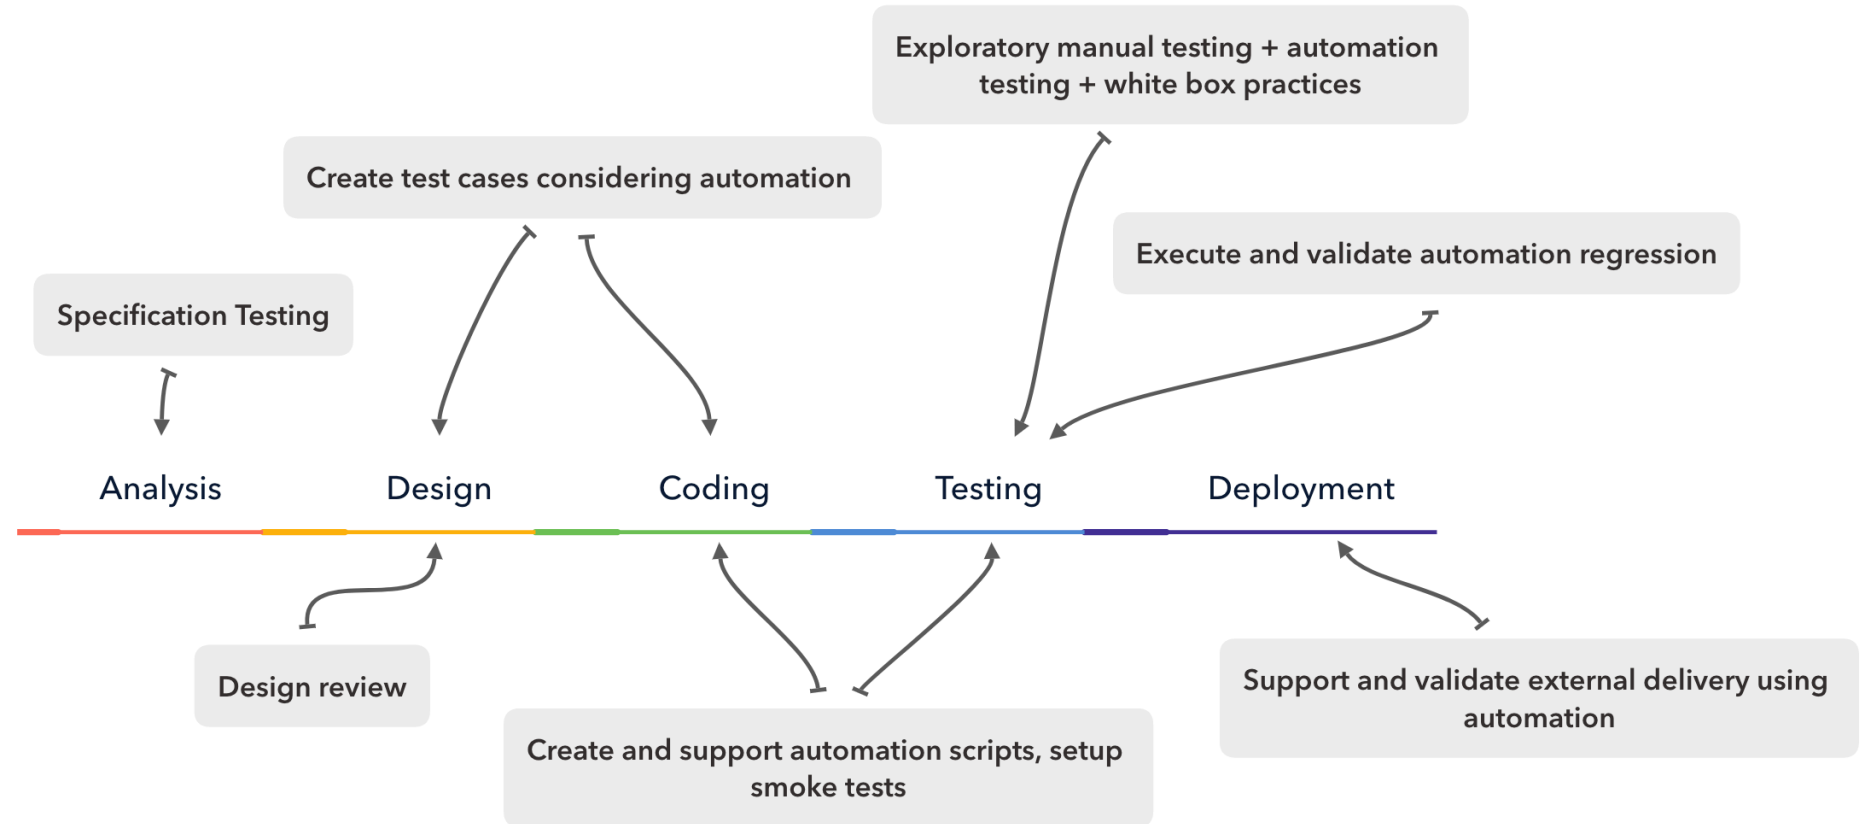 Exploratory manual testing + automation
testing + white box practices
Create test cases considering automation
Execute and validate automation regression
Specification Testing
Analysis
Design
Coding
Testing
Deployment
Design review
Create and support automation scripts, setup
smoke tests
Support and validate external delivery using
automation